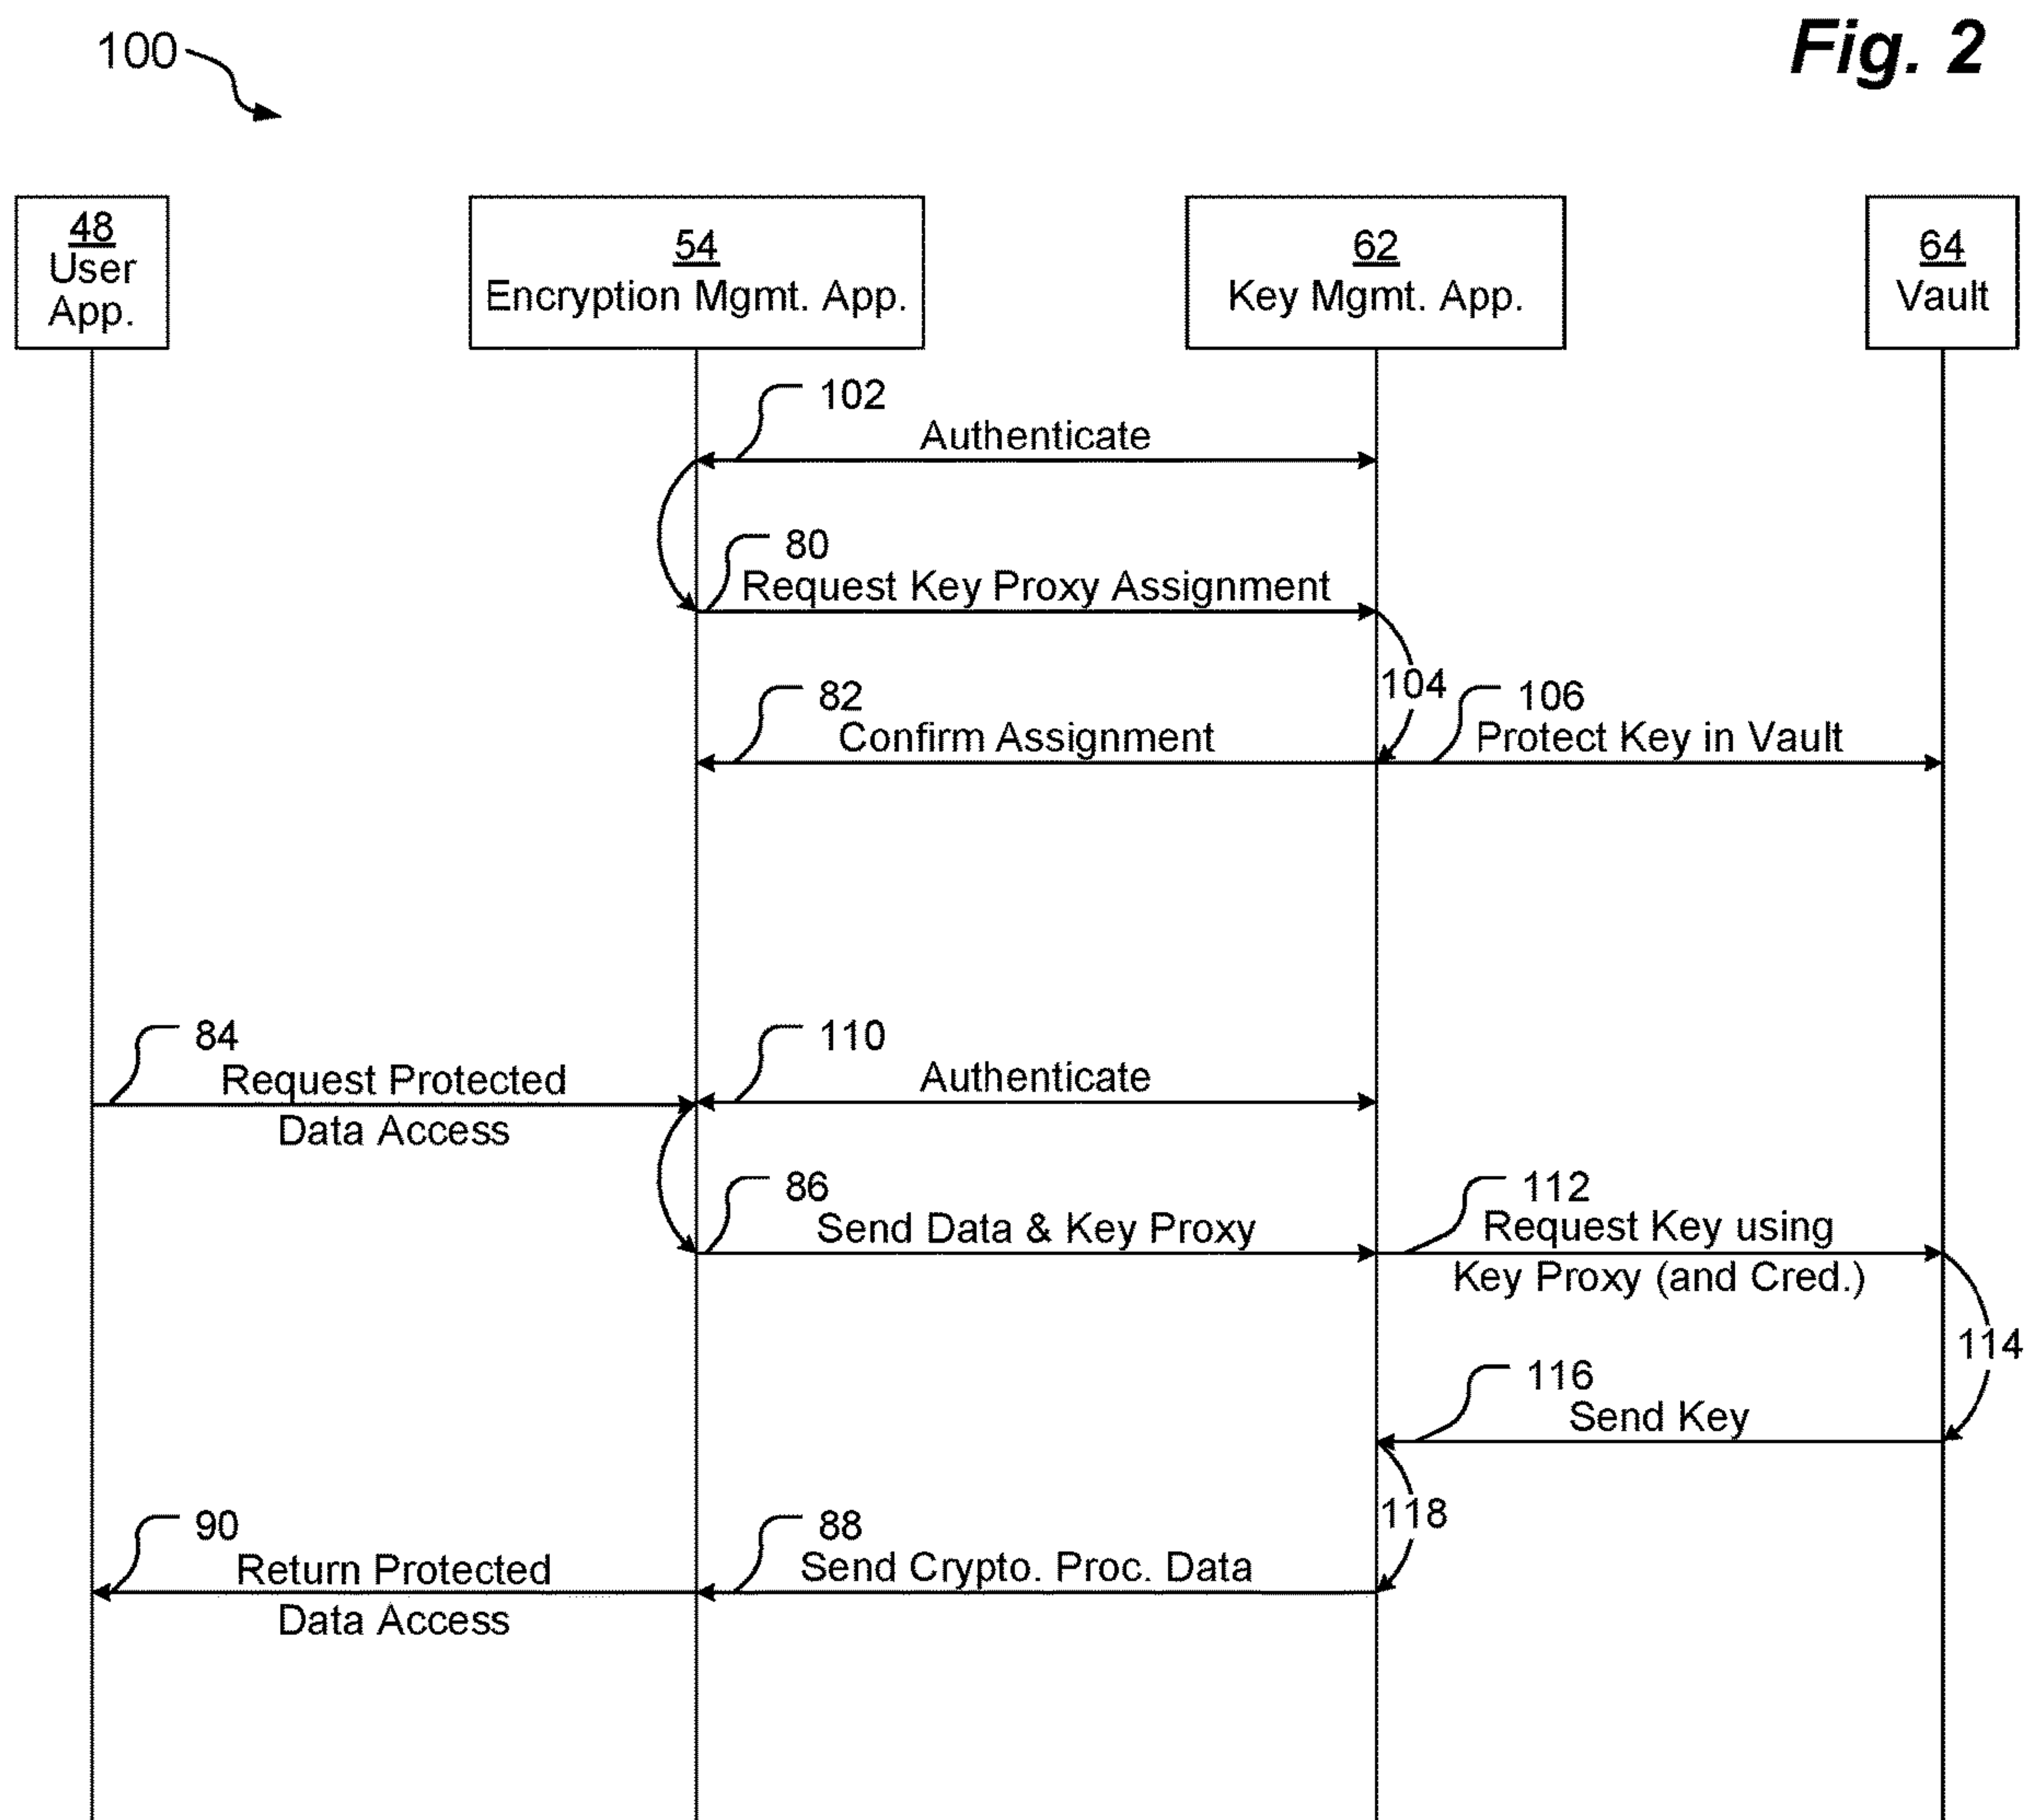 100
Fig. 2
48
User
App.
54
Encryption Mgmt. App.
62
Key Mgmt. App.
64
Vault
102
Authenticate
80
Request Key Proxy Assignment
104
82
Confirm Assignment
106
Protect Key in Vault
84
Request Protected
Data Access
110
Authenticate
86
Send Data & Key Proxy
112
Request Key using
Key Proxy (and Cred.)
114
116
Send Key
118
90
Return Protected
Data Access
88
Send Crypto. Proc. Data